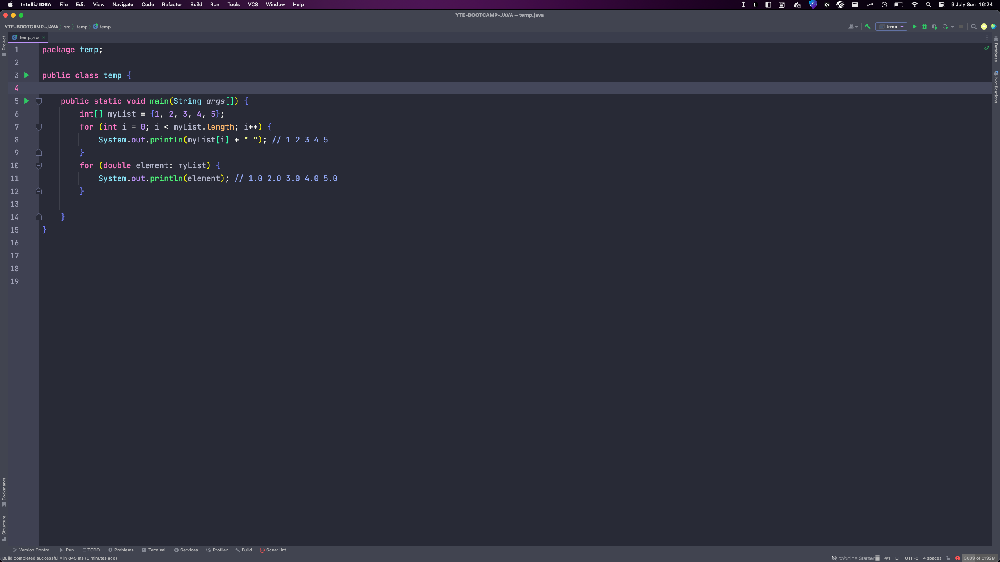 IntelliJ IDEA File Edit View Navigate Code Refactor Build Run Tools VCS Window Help t 9 July Sun 16:24
YTE-BOOTCAMP-JAVA – temp.java
YTE-BOOTCAMP-JAVA src temp temp temp
Project
temp.java
Database
Notifications
1 package temp;
2
3 public class temp {
4
5 public static void main(String args[]) {
6 int[] myList = {1, 2, 3, 4, 5};
7 for (int i = 0; i < myList.length; i++) {
8 System.out.println(myList[i] + " "); // 1 2 3 4 5
9 }
10 for (double element: myList) {
11 System.out.println(element); // 1.0 2.0 3.0 4.0 5.0
12 }
13
14 }
15 }
16
17
18
19
Bookmarks
Structure
Version Control Run TODO Problems Terminal Services Profiler Build SonarLint
Build completed successfully in 845 ms (5 minutes ago) tabnine Starter 4:1 LF UTF-8 4 spaces 3009 of 8192M